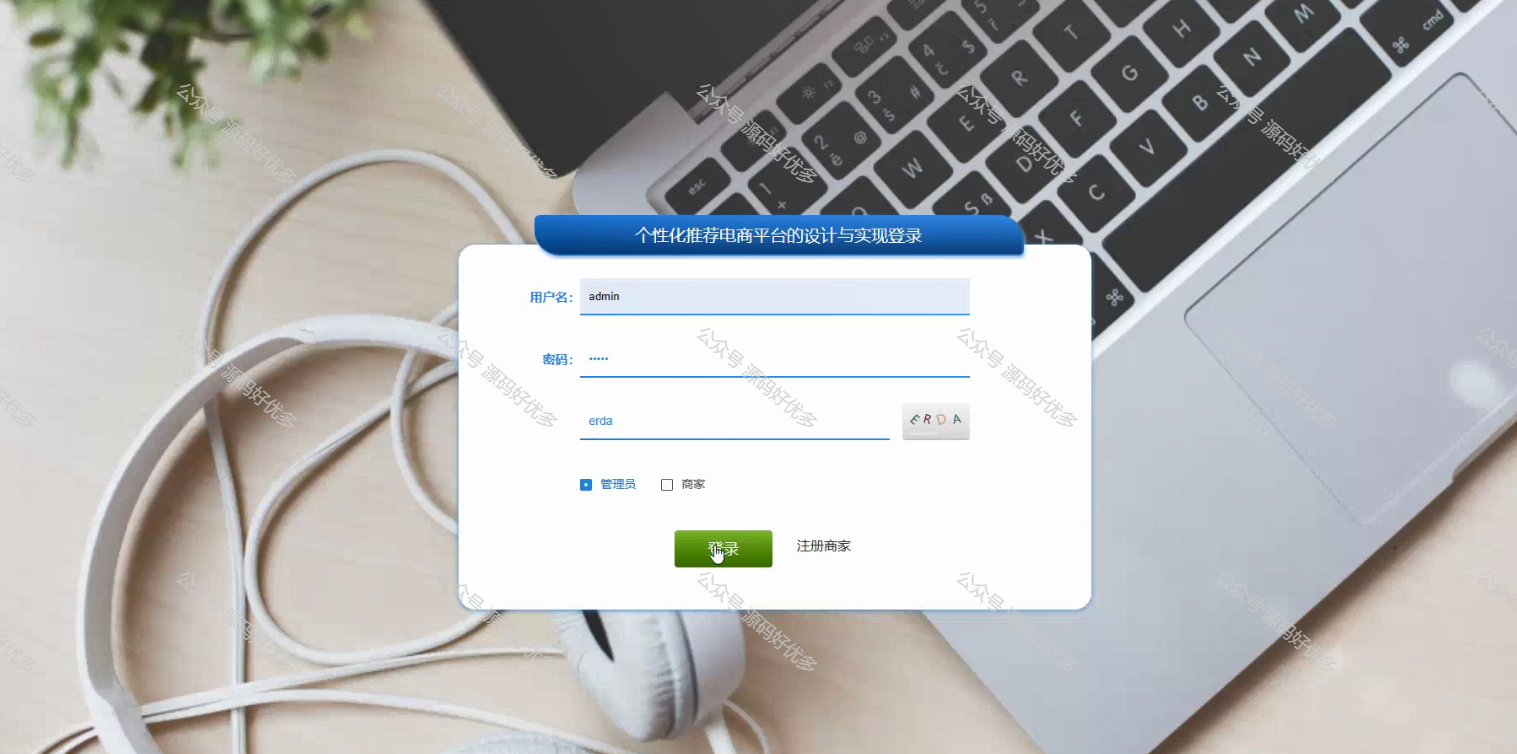 个性化推荐电商平台的设计与实现登录
用户名：
admin
密码：
•••••
erda
ERDA
管理员
商家
登录
注册商家
公众号 源码好优多
esc
cmd